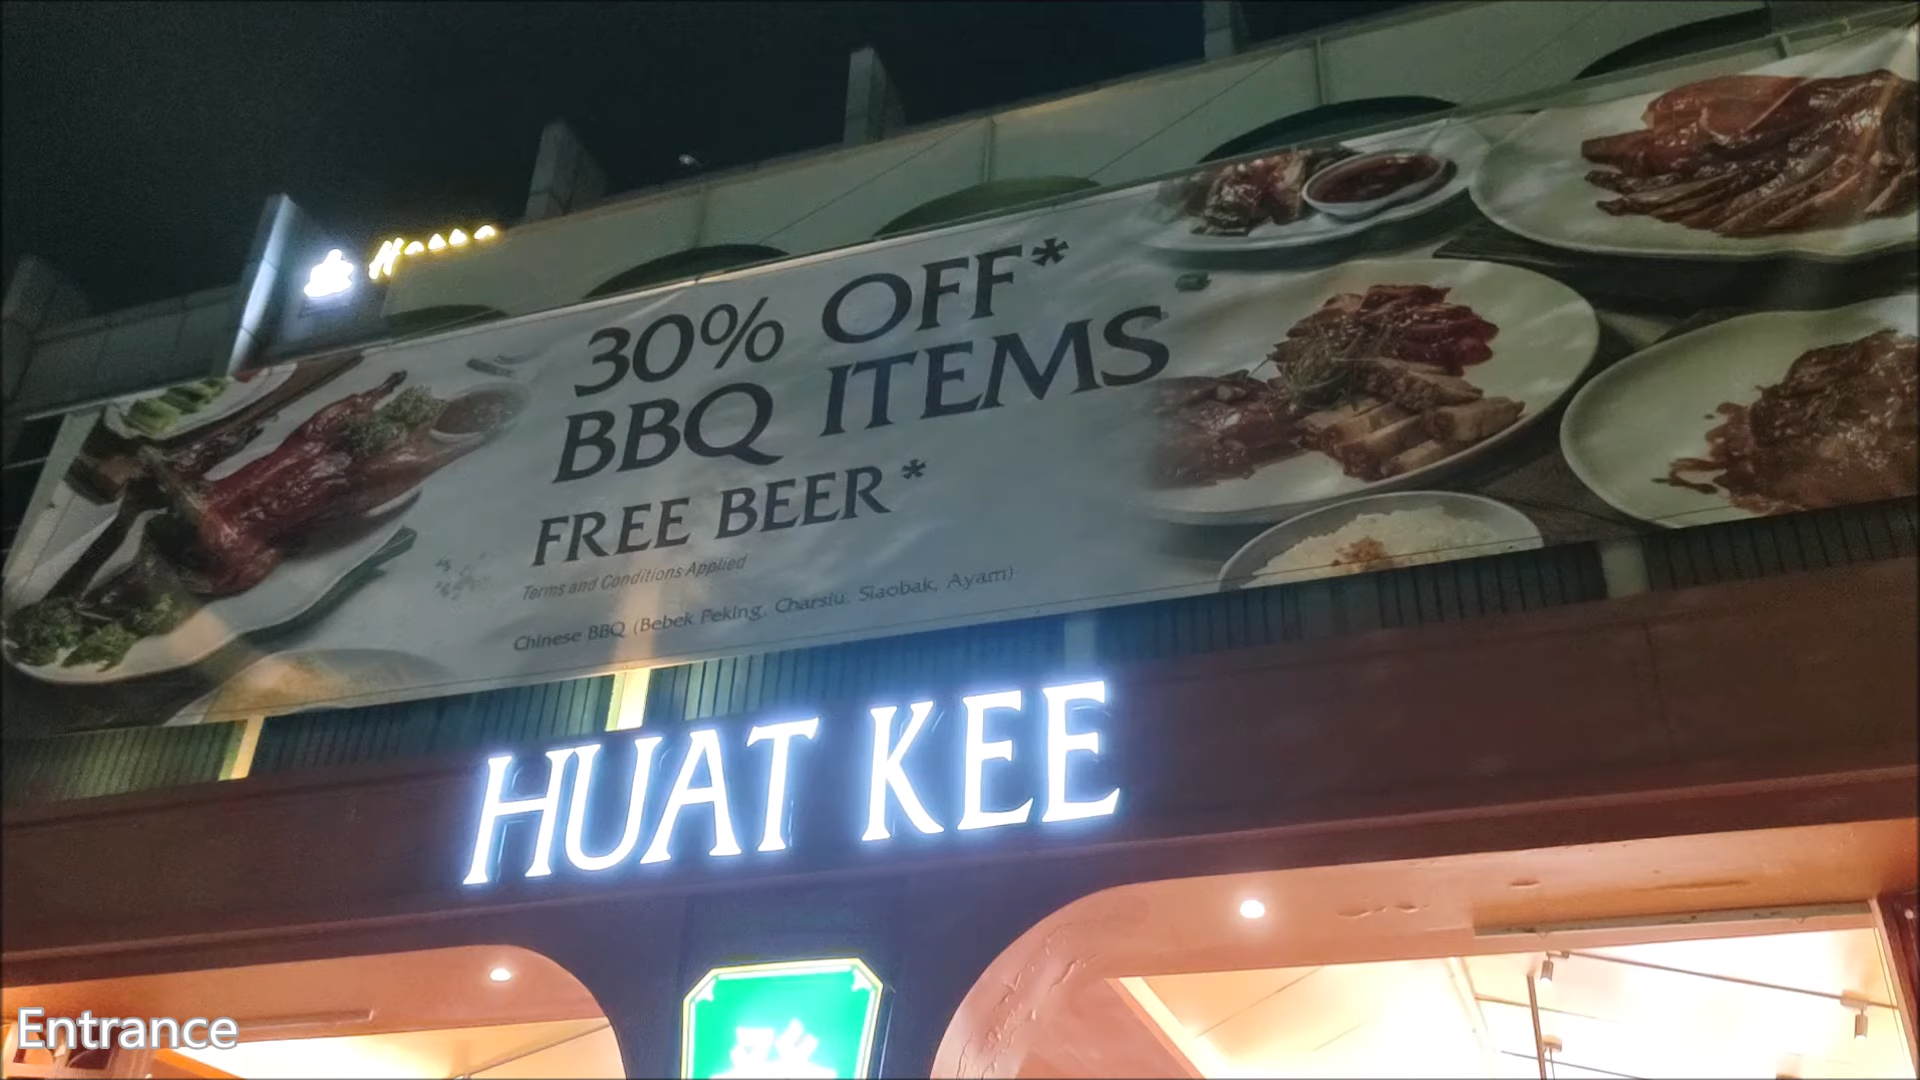 30% OFF*
BBQ ITEMS
FREE BEER*
Terms and Conditions Applied
Chinese BBQ (Bebek Peking, Charsiu, Siaobak, Ayam)
HUAT KEE
Entrance